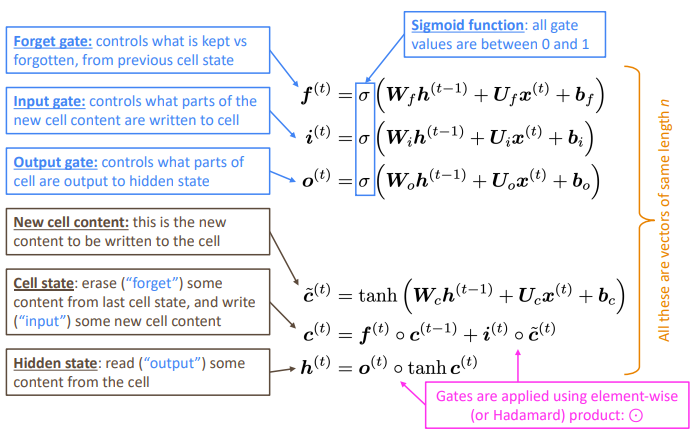 Forget gate: controls what is kept vs
forgotten, from previous cell state
Sigmoid function: all gate
values are between 0 and 1
Input gate: controls what parts of the
new cell content are written to cell
Output gate: controls what parts of
cell are output to hidden state
f^{(t)} = σ(W_f h^{(t−1)} + U_f x^{(t)} + b_f)
i^{(t)} = σ(W_i h^{(t−1)} + U_i x^{(t)} + b_i)
o^{(t)} = σ(W_o h^{(t−1)} + U_o x^{(t)} + b_o)
New cell content: this is the new
content to be written to the cell
Cell state: erase (“forget”) some
content from last cell state, and write
(“input”) some new cell content
Hidden state: read (“output”) some
content from the cell
c̃^{(t)} = tanh(W_c h^{(t−1)} + U_c x^{(t)} + b_c)
c^{(t)} = f^{(t)} ∘ c^{(t−1)} + i^{(t)} ∘ c̃^{(t)}
h^{(t)} = o^{(t)} ∘ tanh c^{(t)}
All these are vectors of same length n
Gates are applied using element-wise
(or Hadamard) product: ⊙